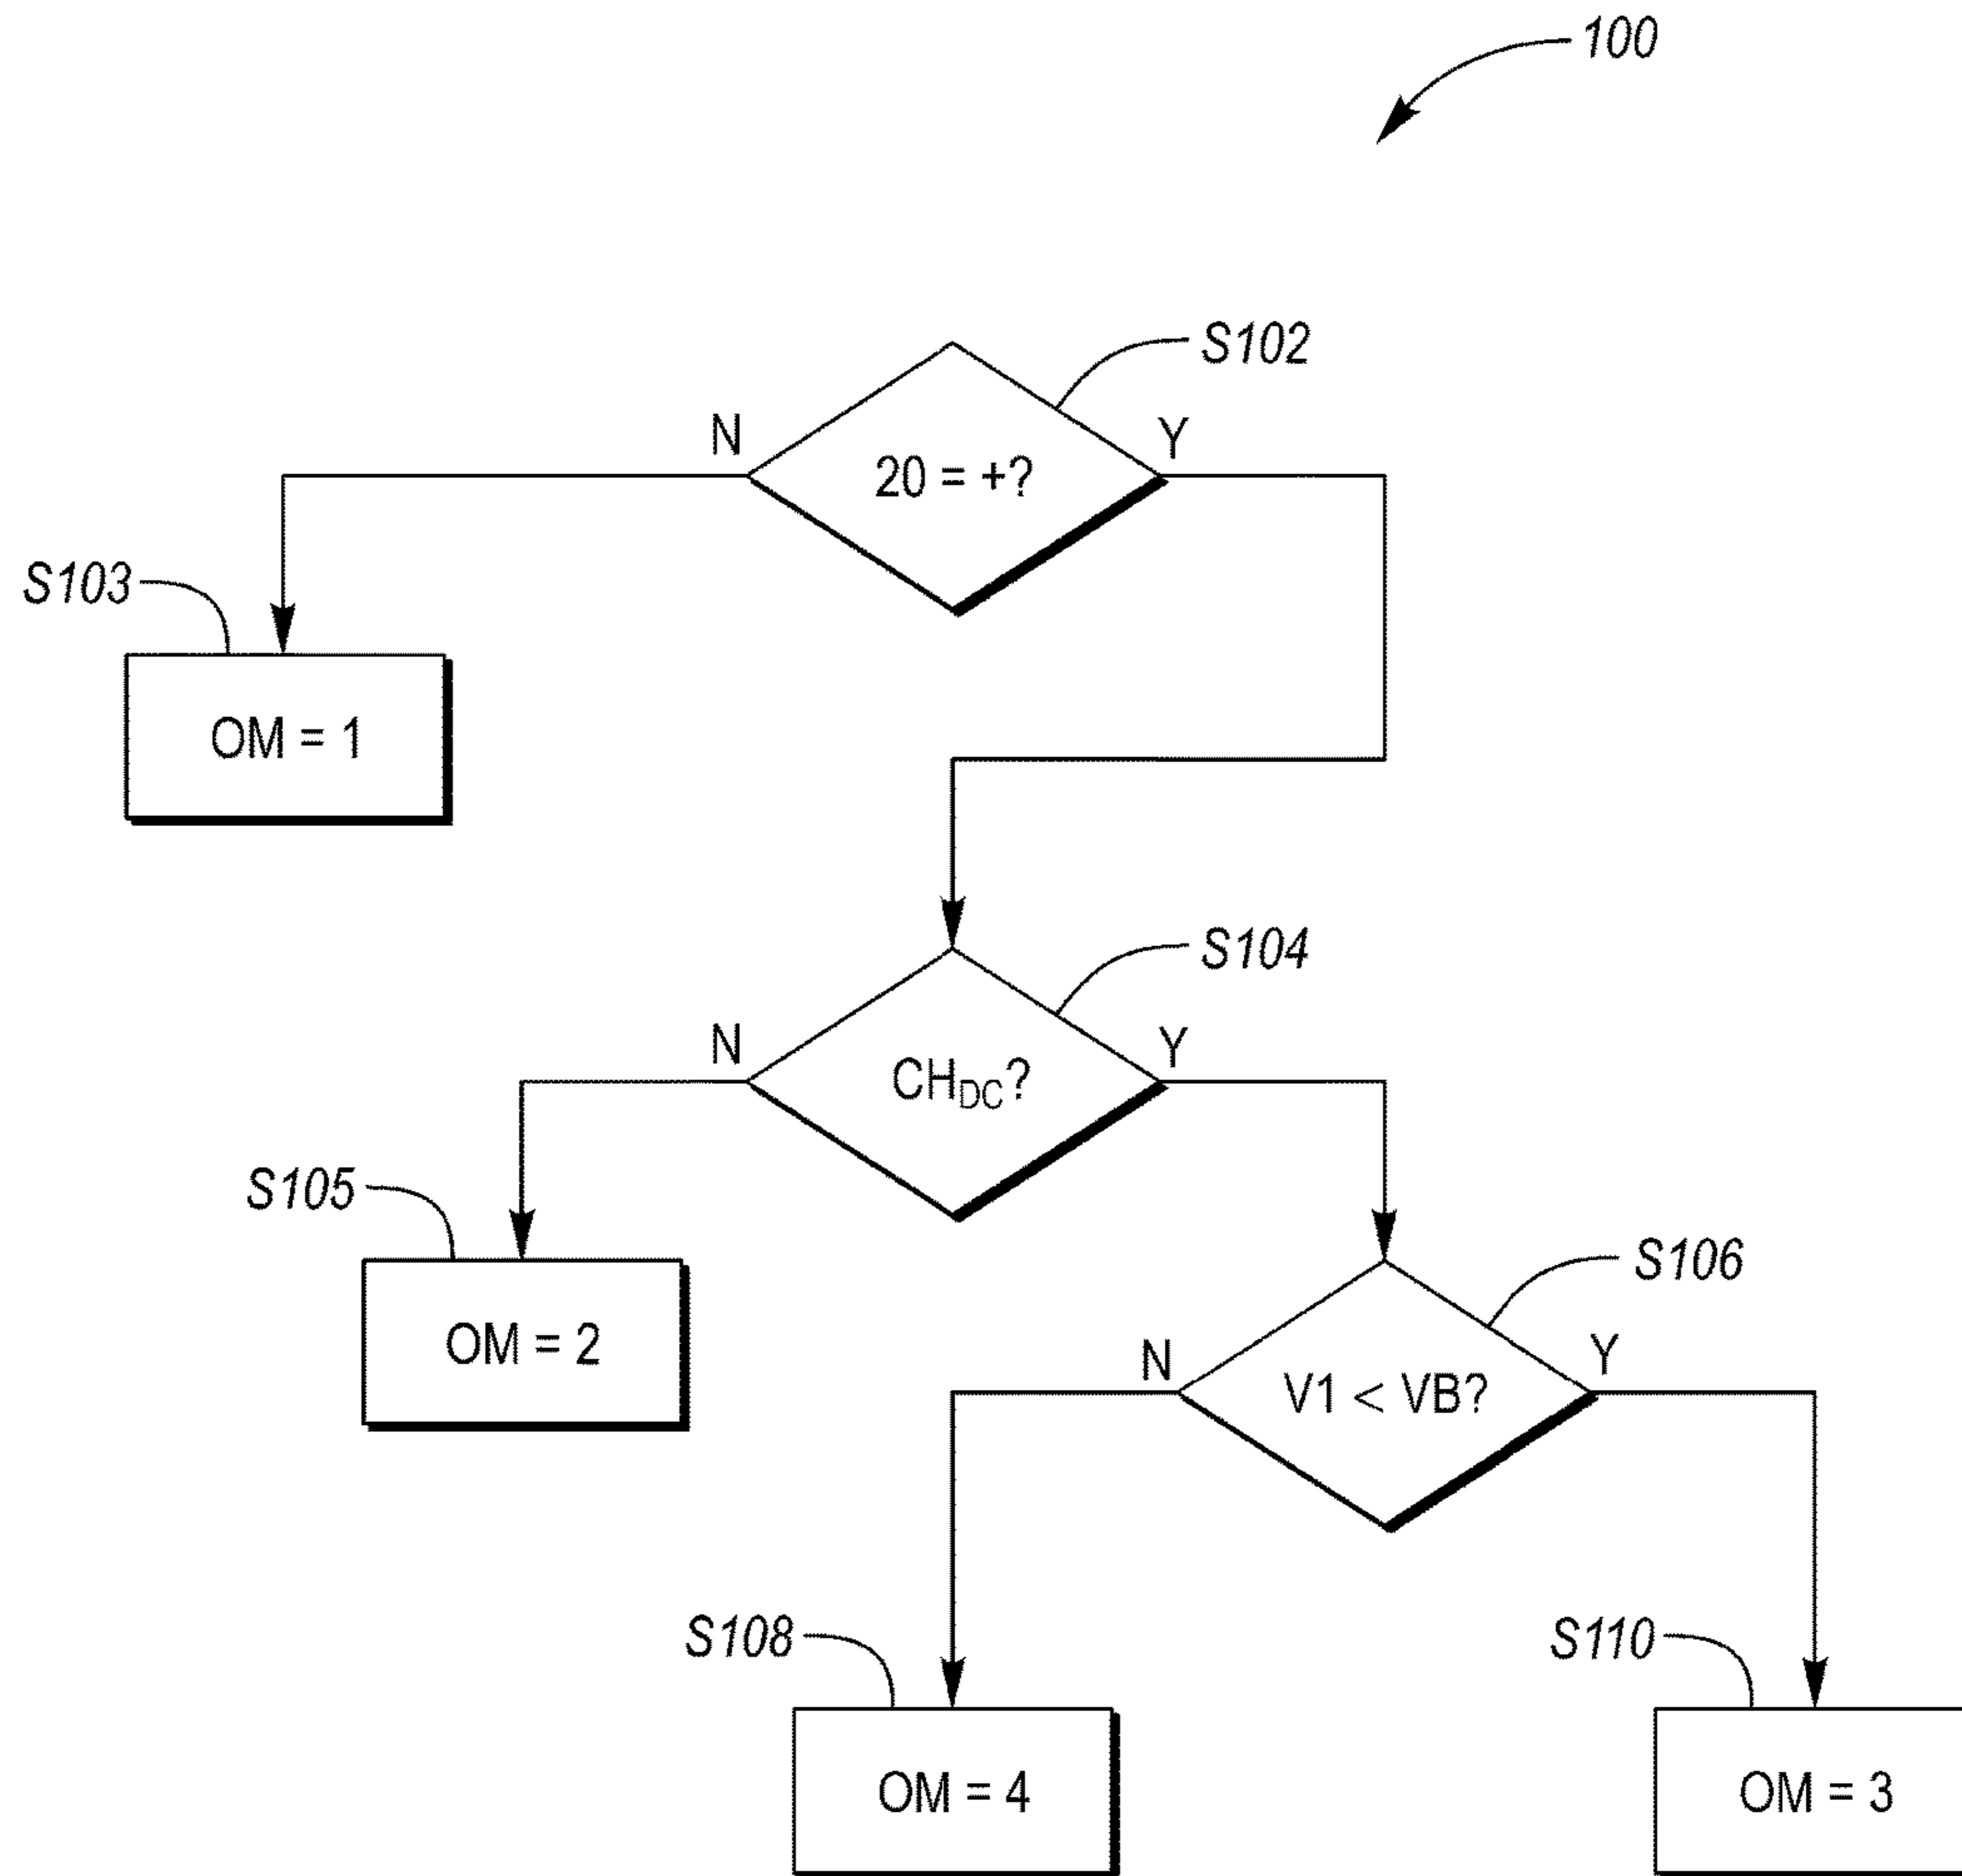 100
S102
N
Y
20 = +?
S103
OM = 1
S104
N
Y
CH_DC?
S105
S106
OM = 2
N
Y
V1 < VB?
S108
S110
OM = 4
OM = 3